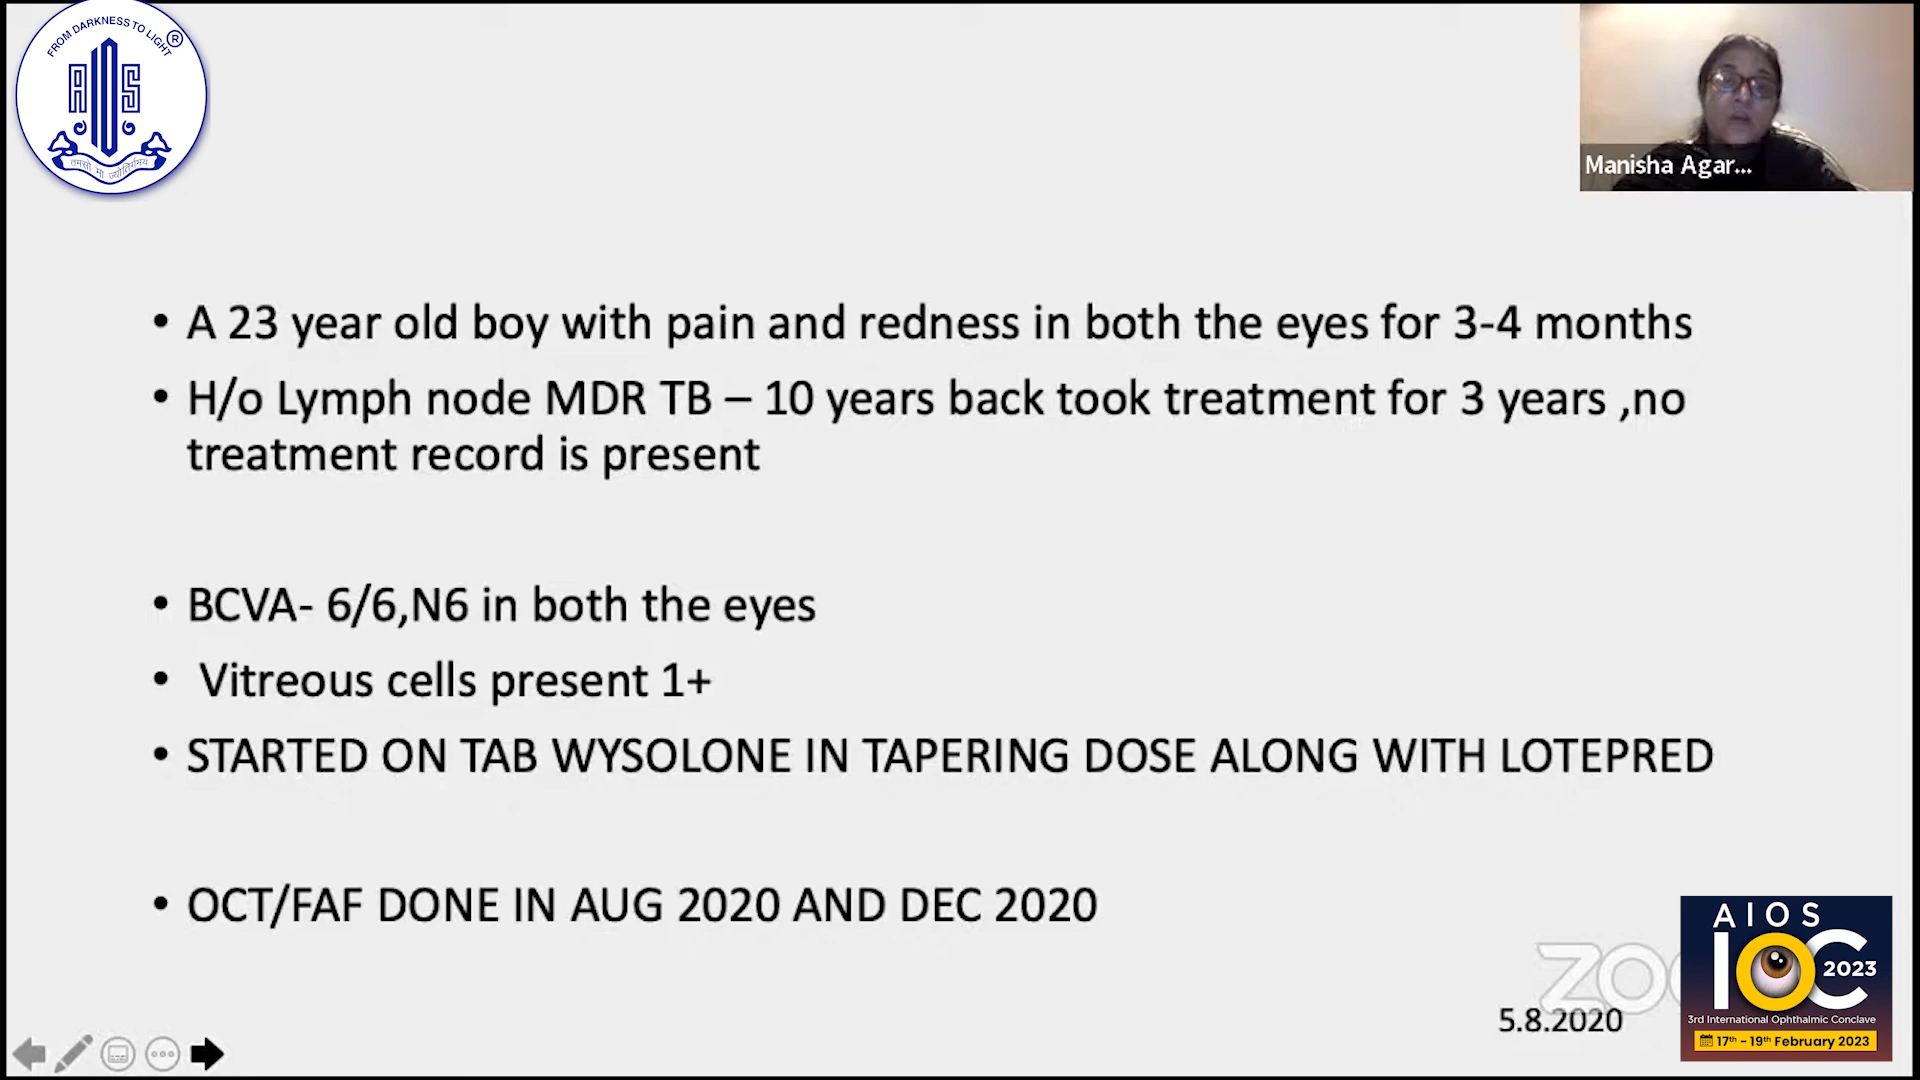 FROM DARKNESS TO LIGHT
®
AIOS
तमसो मा ज्योतिर्गमय
Manisha Agar...
• A 23 year old boy with pain and redness in both the eyes for 3-4 months
• H/o Lymph node MDR TB – 10 years back took treatment for 3 years ,no
treatment record is present
• BCVA- 6/6,N6 in both the eyes
• Vitreous cells present 1+
• STARTED ON TAB WYSOLONE IN TAPERING DOSE ALONG WITH LOTEPRED
• OCT/FAF DONE IN AUG 2020 AND DEC 2020
ZO
5.8.2020
AIOS
IOC 2023
3rd International Ophthalmic Conclave
17th - 19th February 2023